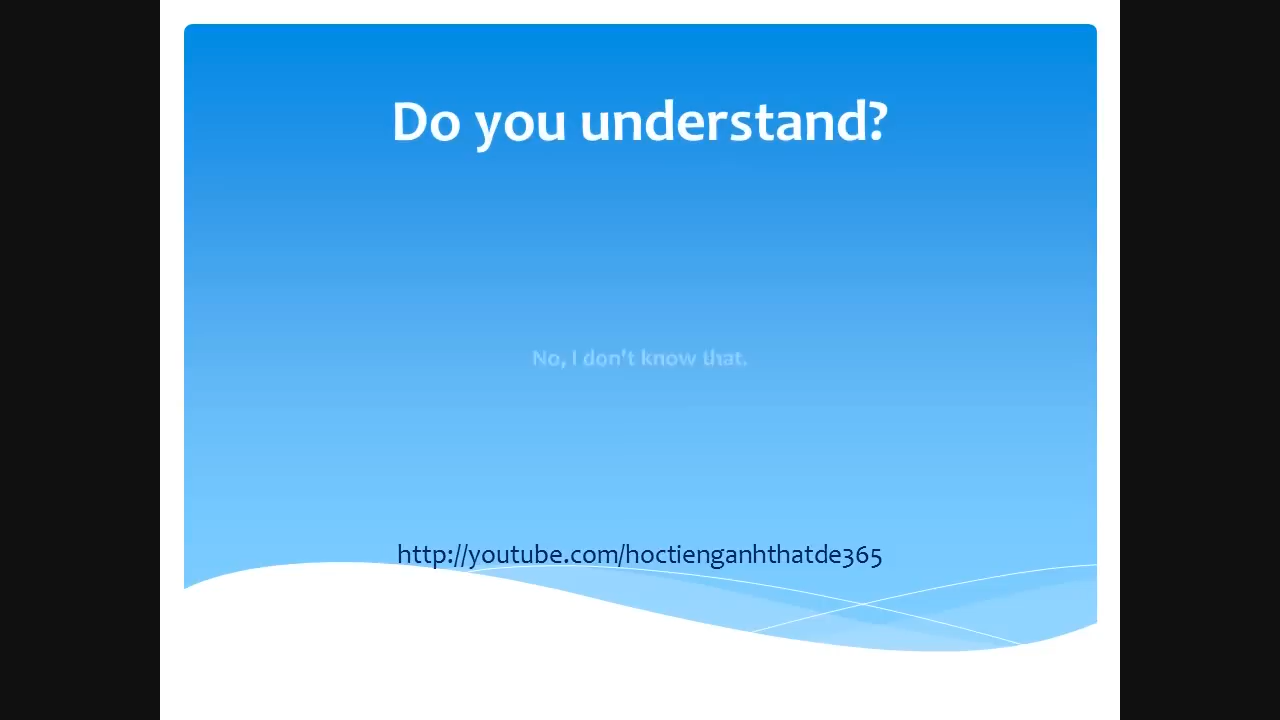 Do you understand?
No, I don't know that.
http://youtube.com/hoctienganhthatde365